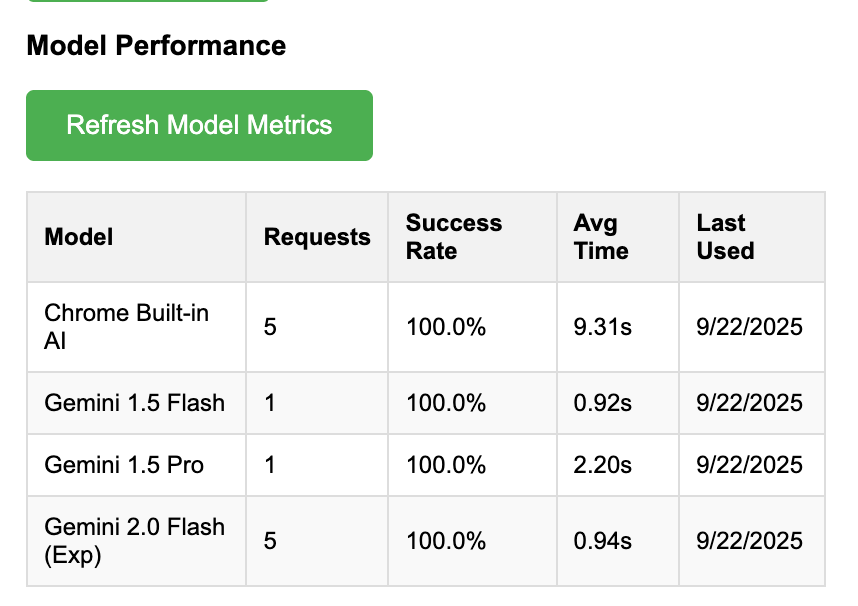 Model Performance
Refresh Model Metrics
Model Requests Success Rate Avg Time Last Used
Chrome Built-in AI 5 100.0% 9.31s 9/22/2025
Gemini 1.5 Flash 1 100.0% 0.92s 9/22/2025
Gemini 1.5 Pro 1 100.0% 2.20s 9/22/2025
Gemini 2.0 Flash (Exp) 5 100.0% 0.94s 9/22/2025